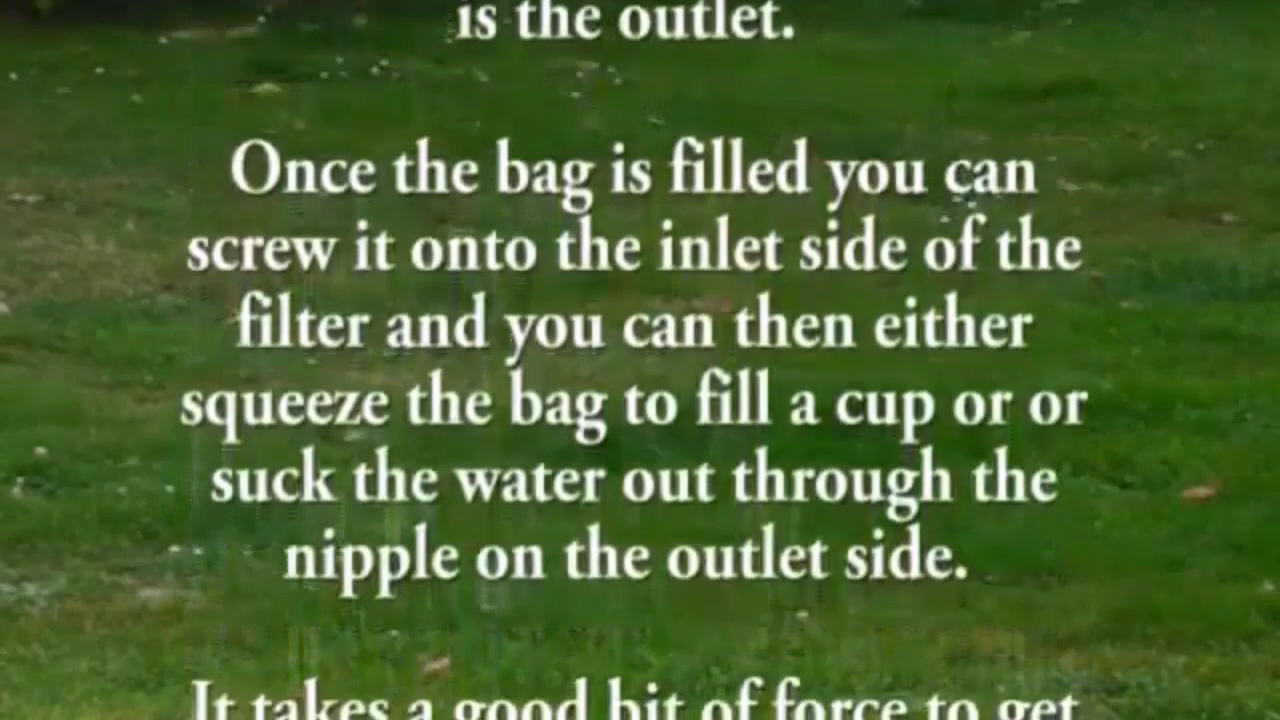 is the outlet.
Once the bag is filled you can
screw it onto the inlet side of the
filter and you can then either
squeeze the bag to fill a cup or or
suck the water out through the
nipple on the outlet side.
It takes a good bit of force to get